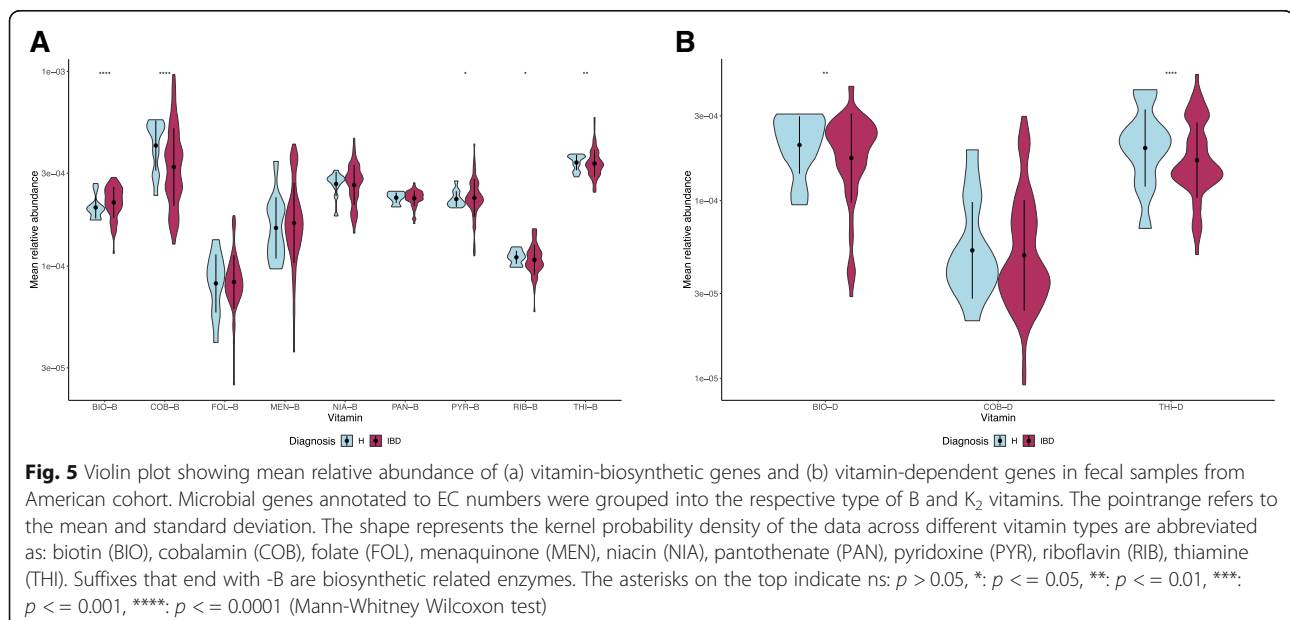 A
B
**** **** * * **
** ****
1e−03
3e−04
1e−04
3e−05
Mean relative abundance
BIO−B COB−B FOL−B MEN−B NIA−B PAN−B PYR−B RIB−B THI−B
Vitamin
Diagnosis H IBD
3e−04
1e−04
3e−05
1e−05
Mean relative abundance
BIO−D COB−D THI−D
Vitamin
Diagnosis H IBD
Fig. 5 Violin plot showing mean relative abundance of (a) vitamin-biosynthetic genes and (b) vitamin-dependent genes in fecal samples from
American cohort. Microbial genes annotated to EC numbers were grouped into the respective type of B and K₂ vitamins. The pointrange refers to
the mean and standard deviation. The shape represents the kernel probability density of the data across different vitamin types are abbreviated
as: biotin (BIO), cobalamin (COB), folate (FOL), menaquinone (MEN), niacin (NIA), pantothenate (PAN), pyridoxine (PYR), riboflavin (RIB), thiamine
(THI). Suffixes that end with -B are biosynthetic related enzymes. The asterisks on the top indicate ns: p > 0.05, *: p < = 0.05, **: p < = 0.01, ***:
p < = 0.001, ****: p < = 0.0001 (Mann-Whitney Wilcoxon test)